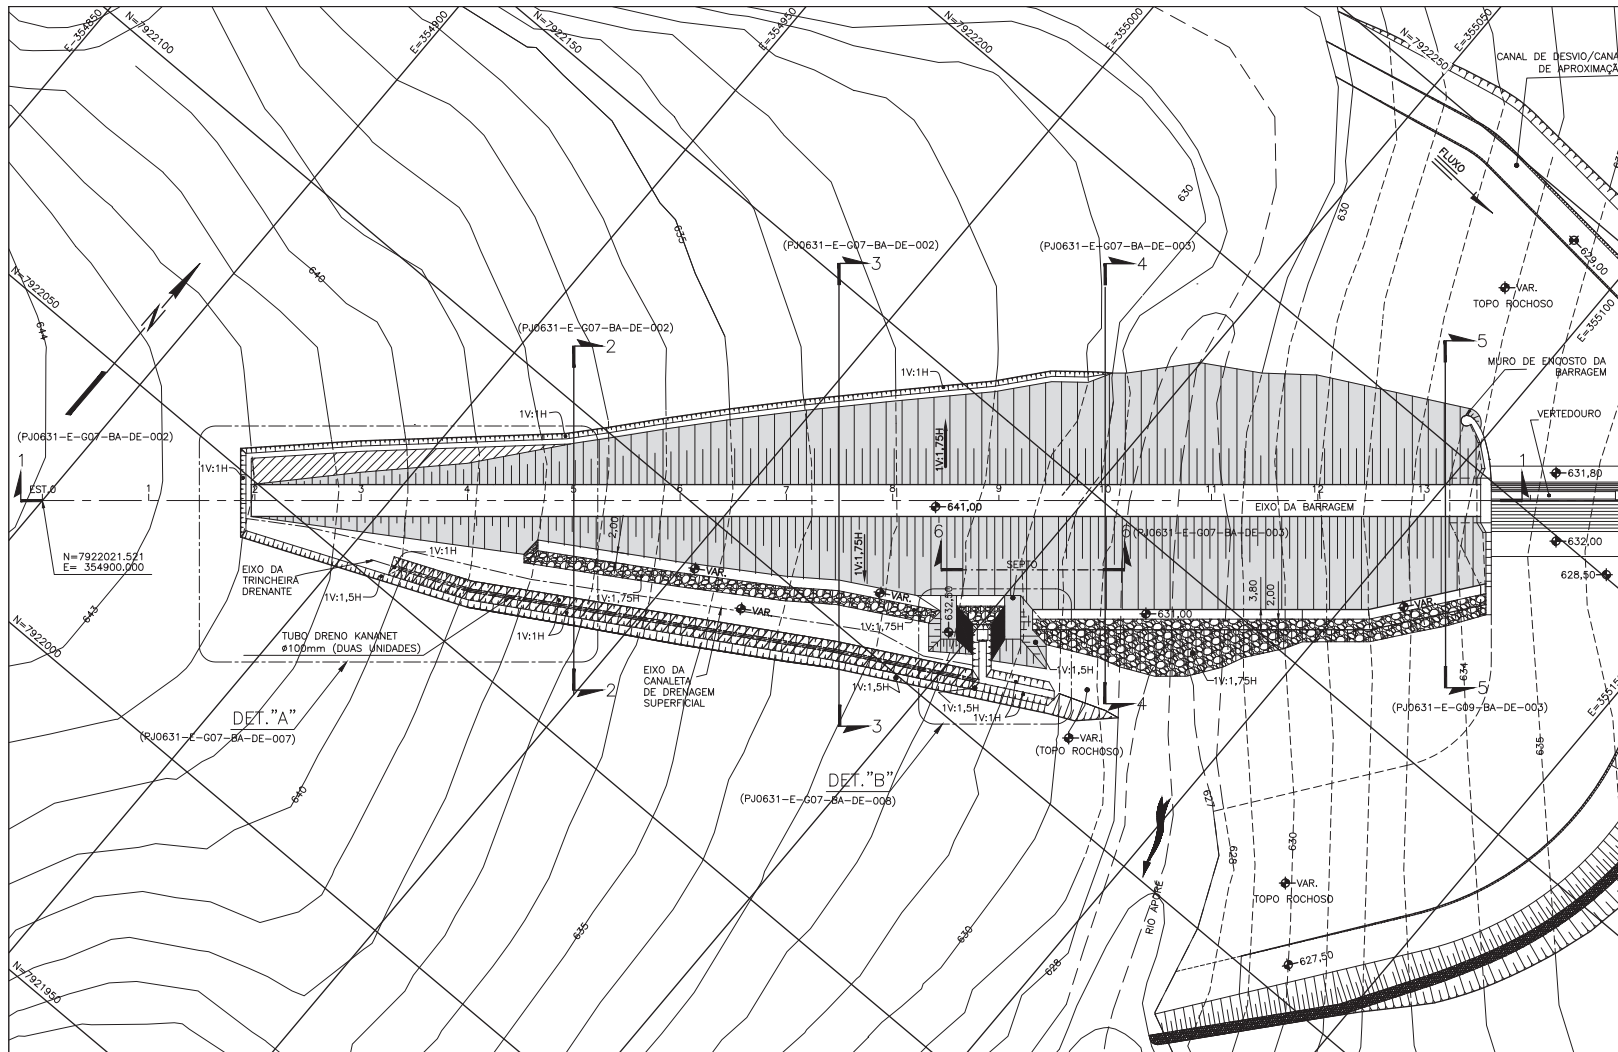 E=354850
N=7922100
E=354900
N=7922150
E=354950
N=7922200
E=355000
N=7922250
E=355050
CANAL DE DESVIO/CANA
DE APROXIMAÇÃ
FLUXO
629,00
VAR.
TOPO ROCHOSO
E=355100
630
630
635
640
644
N=7922050
(PJ0631-E-G07-BA-DE-002)
3
3
(PJ0631-E-G07-BA-DE-003)
4
4
(PJ0631-E-G07-BA-DE-002)
2
2
5
5
MURO DE ENCOSTO DA
BARRAGEM
VERTEDOURO
(PJ0631-E-G07-BA-DE-002)
1
1
EST.0
1V:1H
1V:1H
1V:1H
1V:1,75H
1
2
3
4
5
6
7
8
9
10
11
12
13
631,80
641,00
EIXO DA BARRAGEM
632,00
628,50
N=7922021.521
E= 354900.000
EIXO DA
TRINCHEIRA
DRENANTE
1V:1H
2,00
1V:1,75H
6
6
(PJ0631-E-G07-BA-DE-003)
SEPTO
VAR.
VAR.
VAR.
1V:1,5H
1V:1,75H
1V:1H
632,80
1V:1,75H
631,00
3,80
2,00
VAR.
643
N=7922000
TUBO DRENO KANANET
ø100mm (DUAS UNIDADES)
EIXO DA
CANALETA
DE DRENAGEM
SUPERFICIAL
1V:1,5H
1V:1,5H
1V:1H
1V:1,5H
1V:1,75H
634
(PJ0631-E-G09-BA-DE-003)
E=355150
DET."A"
(PJ0631-E-G07-BA-DE-007)
VAR.
(TOPO ROCHOSO)
DET."B"
(PJ0631-E-G07-BA-DE-008)
635
640
627
628
630
RIO APORÉ
VAR.
TOPO ROCHOSO
635
630
628
627,50
N=7921950